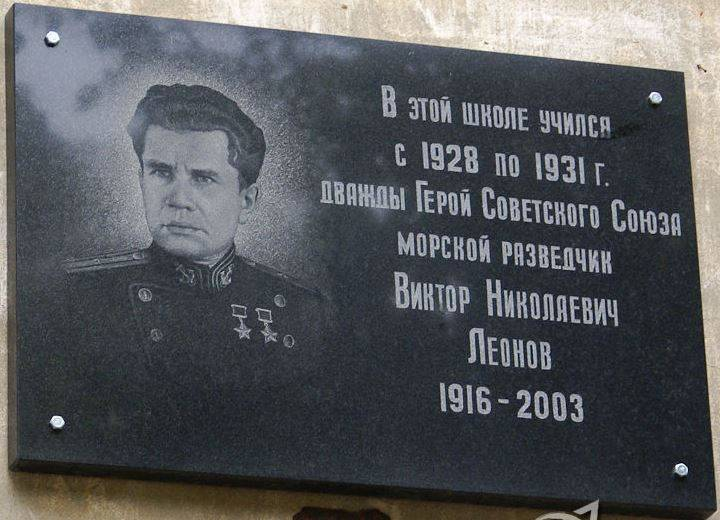 В этой школе учился
с 1928 по 1931 г.
дважды Герой Советского Союза
морской разведчик
Виктор Николаевич
Леонов
1916 - 2003